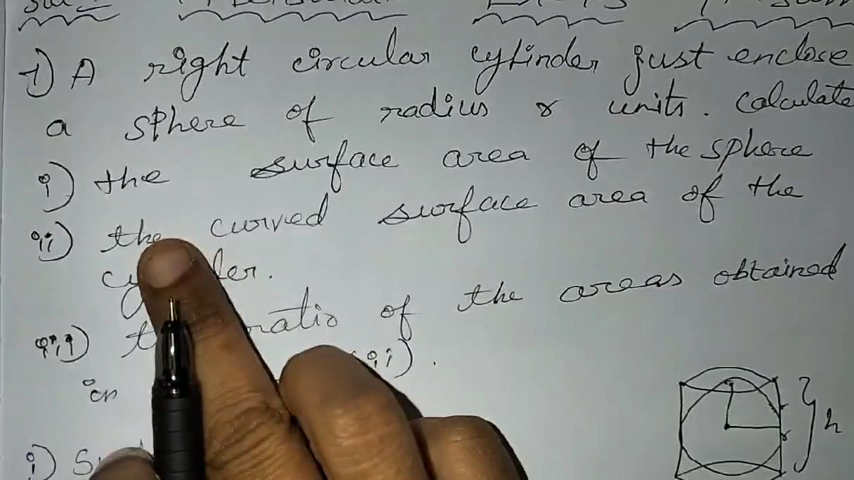 1) A right circular cylinder just enclose
a sphere of radius r units. Calculate
i) the surface area of the sphere
ii) the curved surface area of the
iii) ratio of the areas obtained
in ii).
i)
r
h